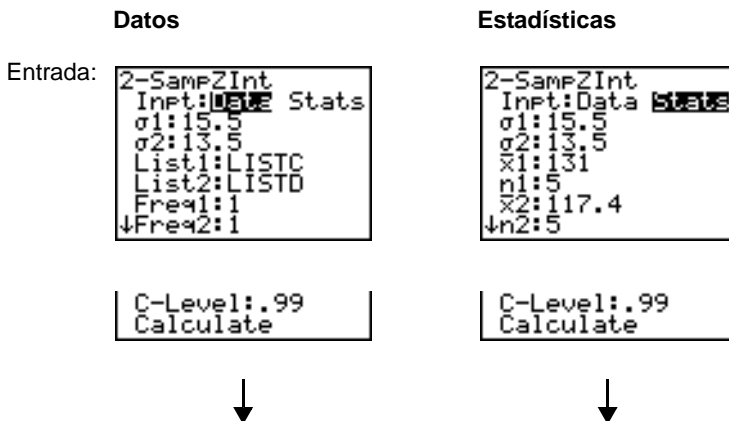 Datos
Estadísticas
Entrada:
2-SampZInt
Inpt:Data Stats
σ1:15.5
σ2:13.5
List1:LISTC
List2:LISTD
Freq1:1
↓Freq2:1
C-Level:.99
Calculate
2-SampZInt
Inpt:Data Stats
σ1:15.5
σ2:13.5
x̄1:131
n1:5
x̄2:117.4
↓n2:5
C-Level:.99
Calculate